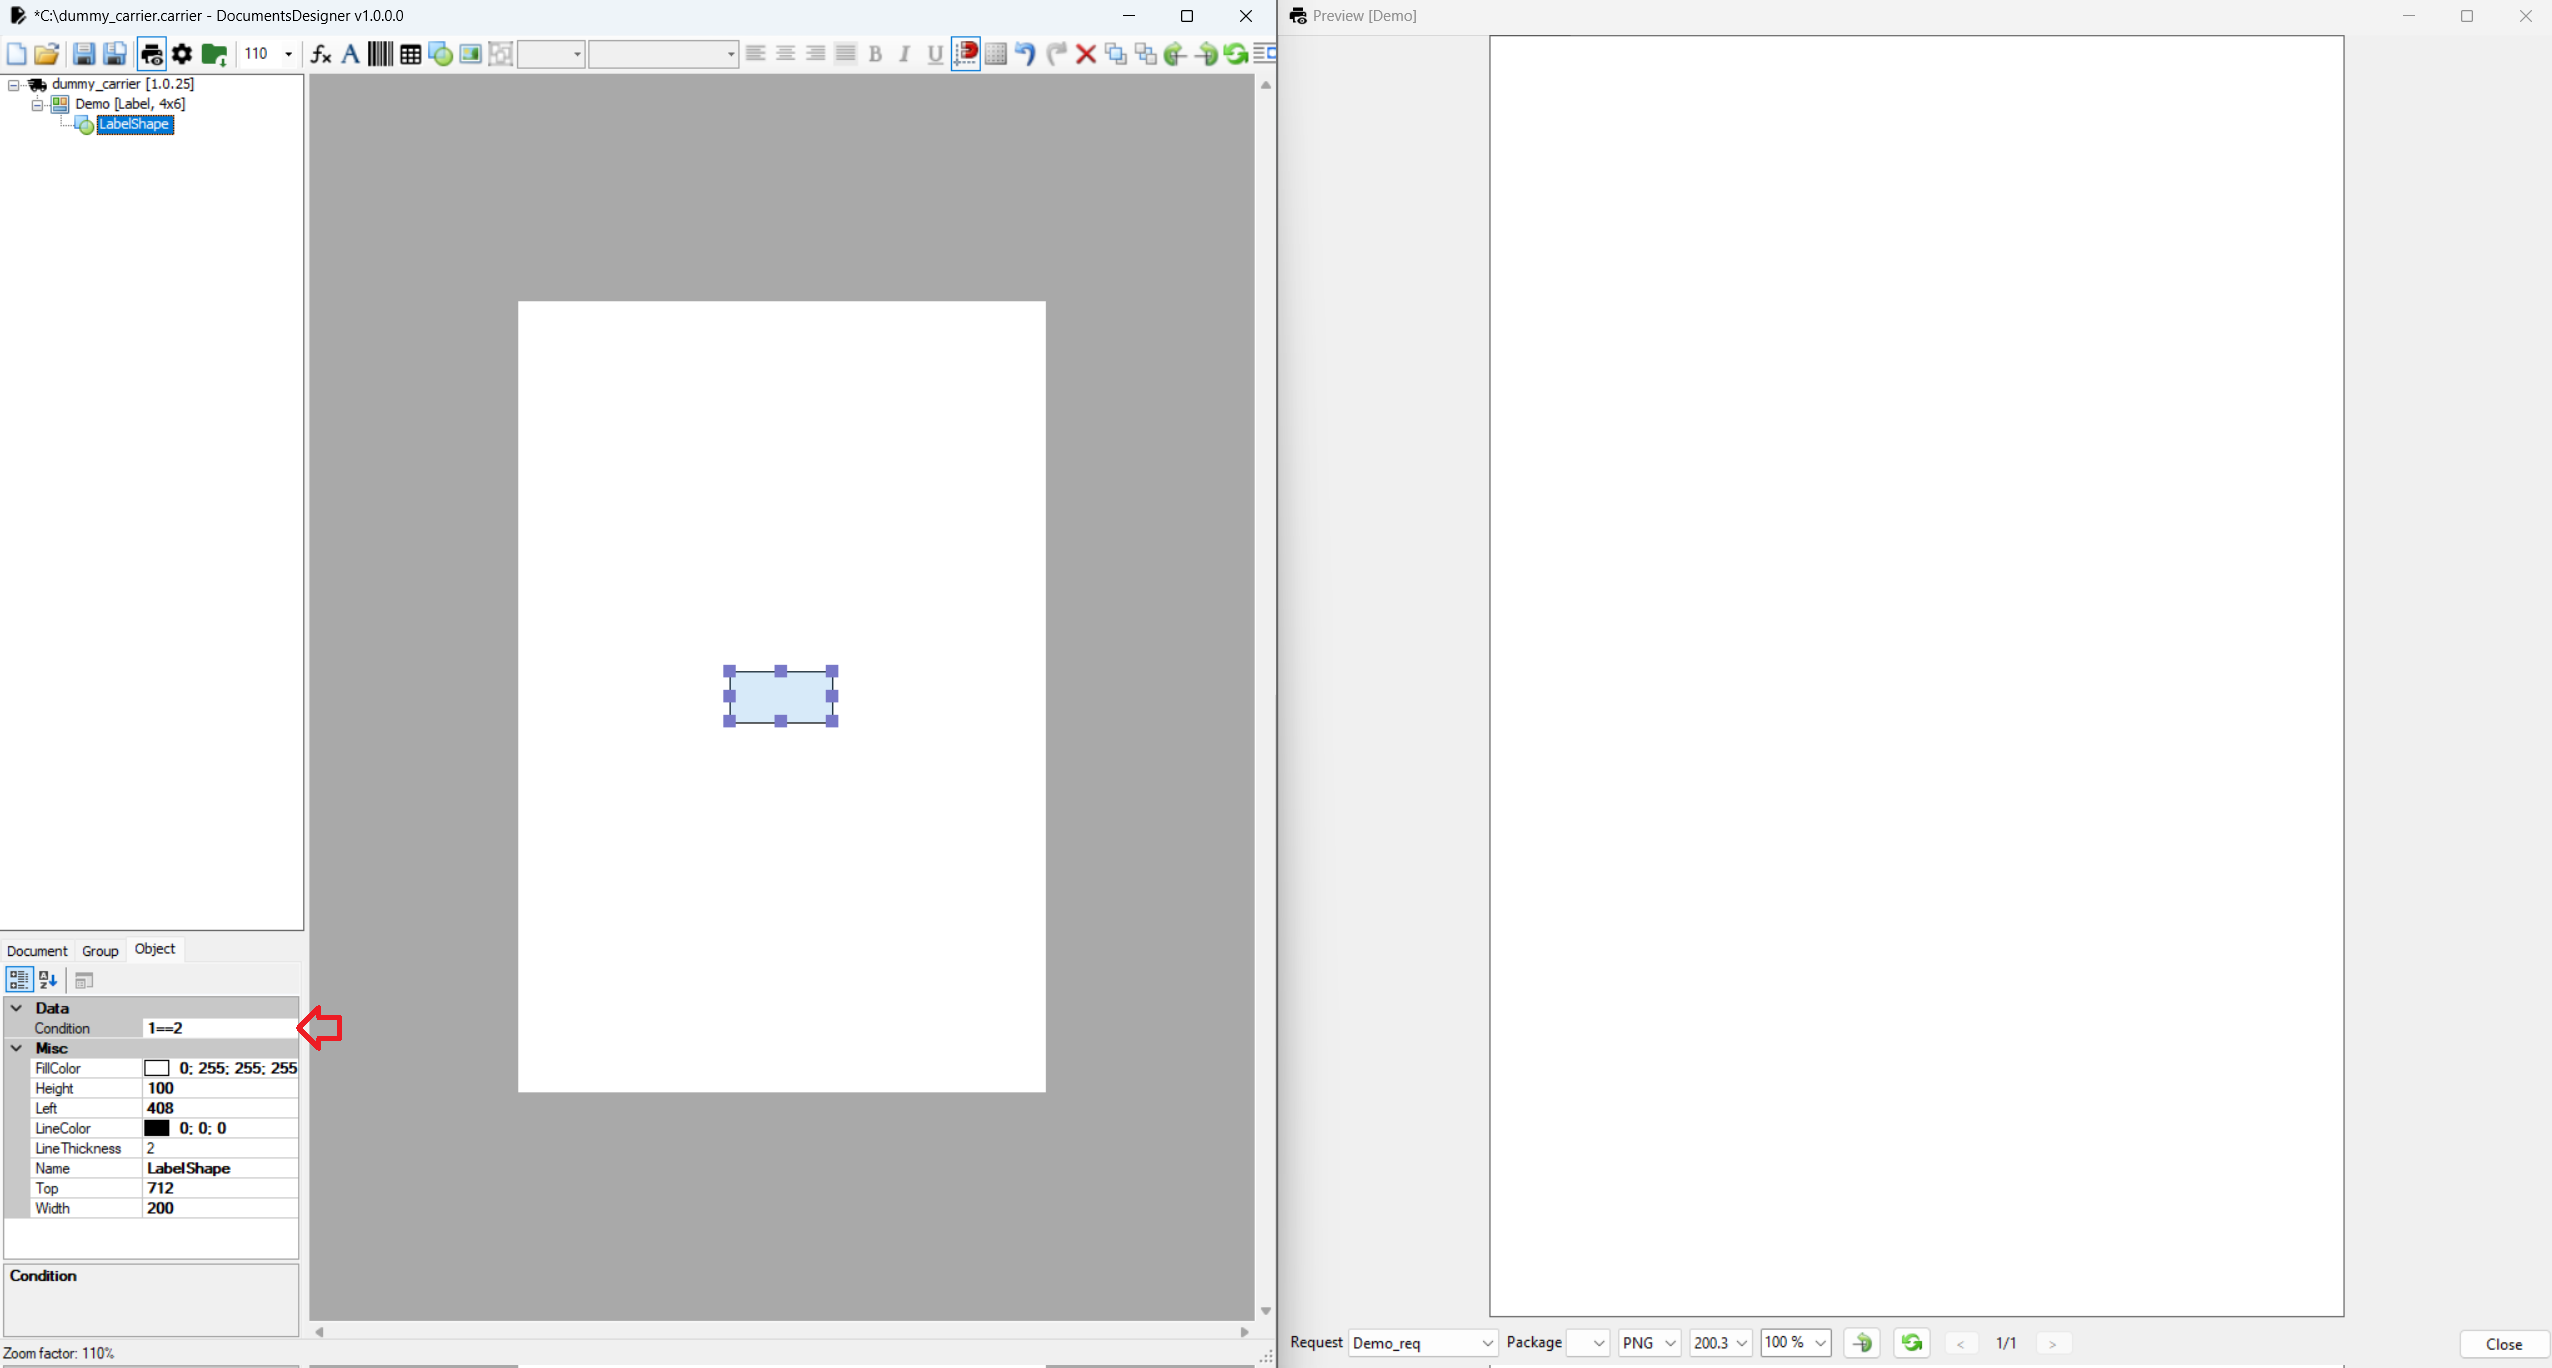 *C:\dummy_carrier.carrier - DocumentsDesigner v1.0.0.0
110
dummy_carrier [1.0.25]
Demo [Label, 4x6]
LabelShape
Document Group Object
Data
Condition 1==2
Misc
FillColor 0; 255; 255; 255
Height 100
Left 408
LineColor 0; 0; 0
LineThickness 2
Name LabelShape
Top 712
Width 200
Condition
Zoom factor: 110%
Preview [Demo]
Request Demo_req Package PNG 200.3 100 % < 1/1 > Close